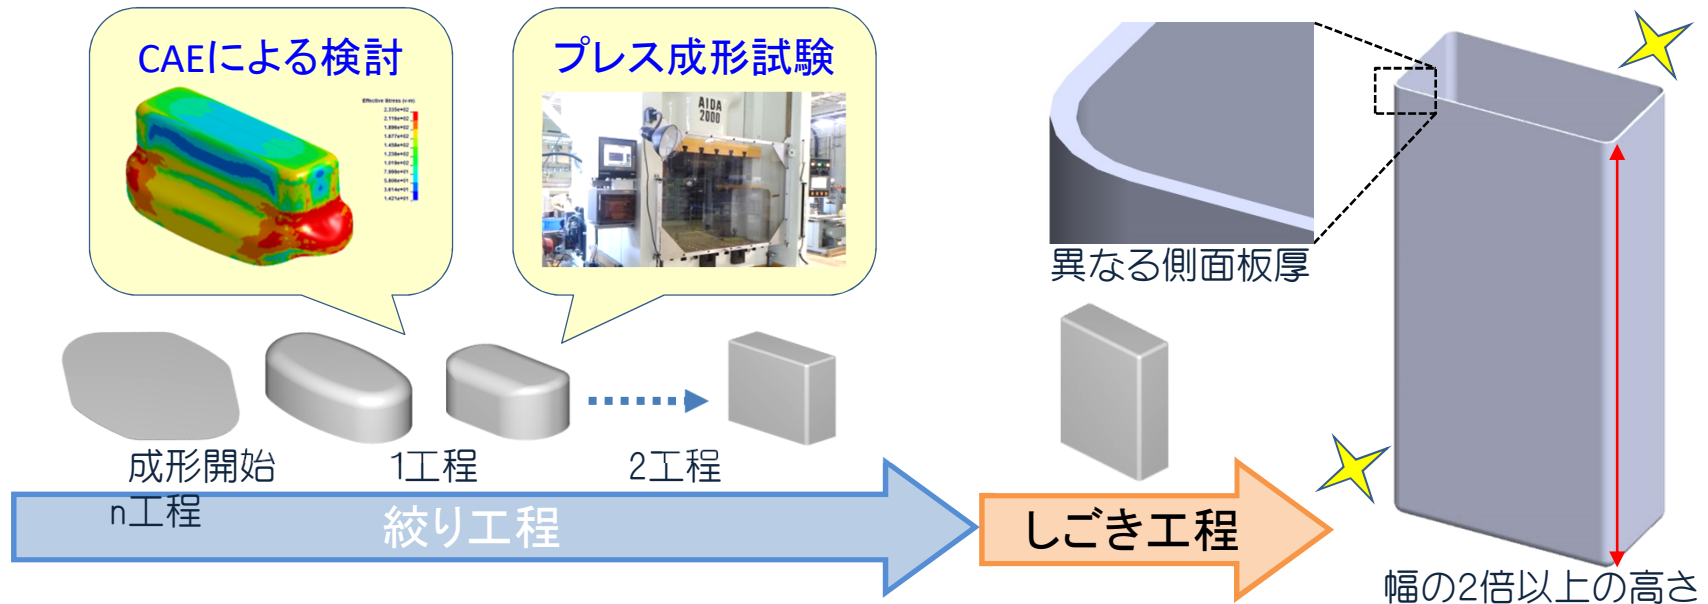 CAEによる検討
Effective Stress (v-m)
プレス成形試験
AIDA
2000
異なる側面板厚
成形開始
1工程
2工程
n工程
絞り工程
しごき工程
幅の2倍以上の高さ